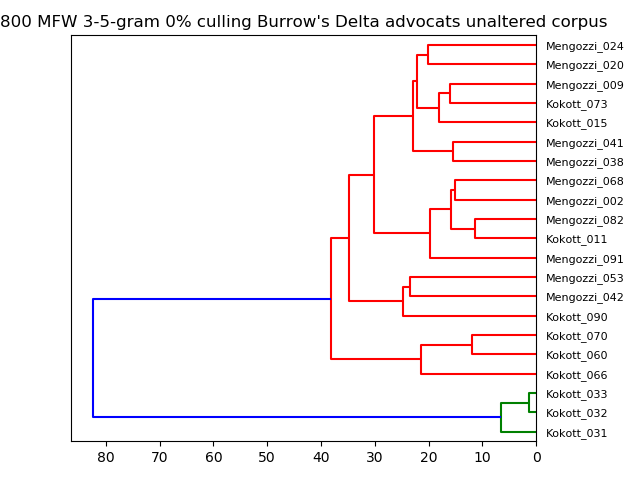 800 MFW 3-5-gram 0% culling Burrow's Delta advocats unaltered corpus
Mengozzi_024
Mengozzi_020
Mengozzi_009
Kokott_073
Kokott_015
Mengozzi_041
Mengozzi_038
Mengozzi_068
Mengozzi_002
Mengozzi_082
Kokott_011
Mengozzi_091
Mengozzi_053
Mengozzi_042
Kokott_090
Kokott_070
Kokott_060
Kokott_066
Kokott_033
Kokott_032
Kokott_031
80 70 60 50 40 30 20 10 0